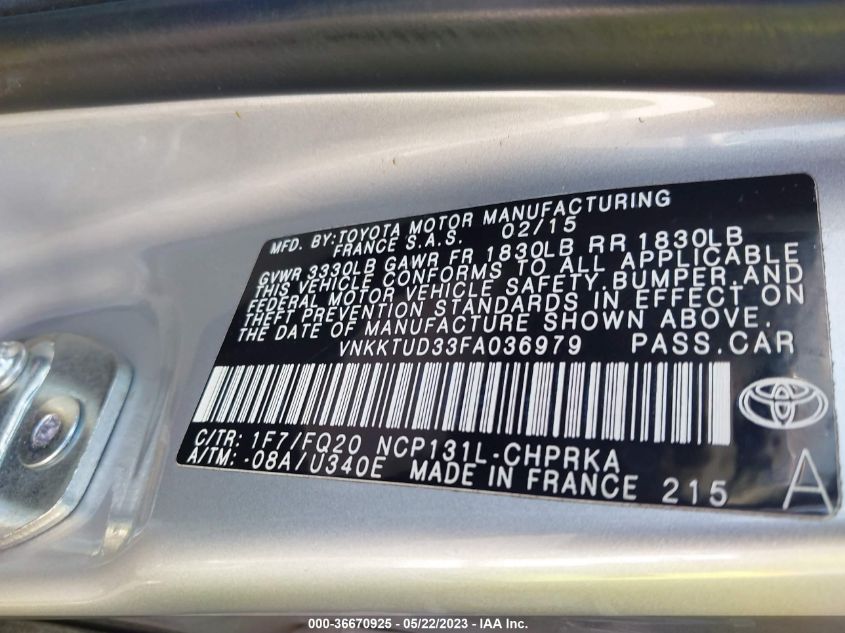 MFD. BY:TOYOTA MOTOR MANUFACTURING
FRANCE S.A.S. 02/15
GVWR 3330LB GAWR FR 1830LB RR 1830LB
THIS VEHICLE CONFORMS TO ALL APPLICABLE
FEDERAL MOTOR VEHICLE SAFETY,BUMPER,AND
THEFT PREVENTION STANDARDS IN EFFECT ON
THE DATE OF MANUFACTURE SHOWN ABOVE.
VNKKTUD33FA036979 PASS.CAR
C/TR: 1F7/FQ20 NCP131L-CHPRKA
A/TM: -08A/U340E MADE IN FRANCE 215
A
000-36670925 - 05/22/2023 - IAA Inc.